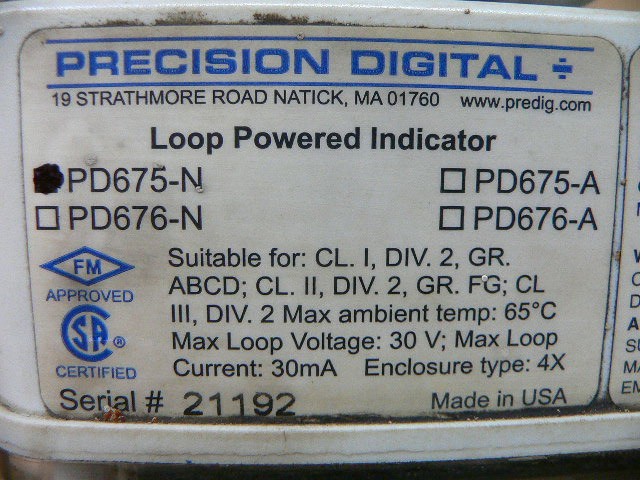 PRECISION DIGITAL
19 STRATHMORE ROAD NATICK, MA 01760 www.predig.com
Loop Powered Indicator
PD675-N PD675-A
PD676-N PD676-A
FM
APPROVED
SA ®
CERTIFIED
Suitable for: CL. I, DIV. 2, GR.
ABCD; CL. II, DIV. 2, GR. FG; CL
III, DIV. 2 Max ambient temp: 65°C
Max Loop Voltage: 30 V; Max Loop
Current: 30mA Enclosure type: 4X
Serial # 21192 Made in USA